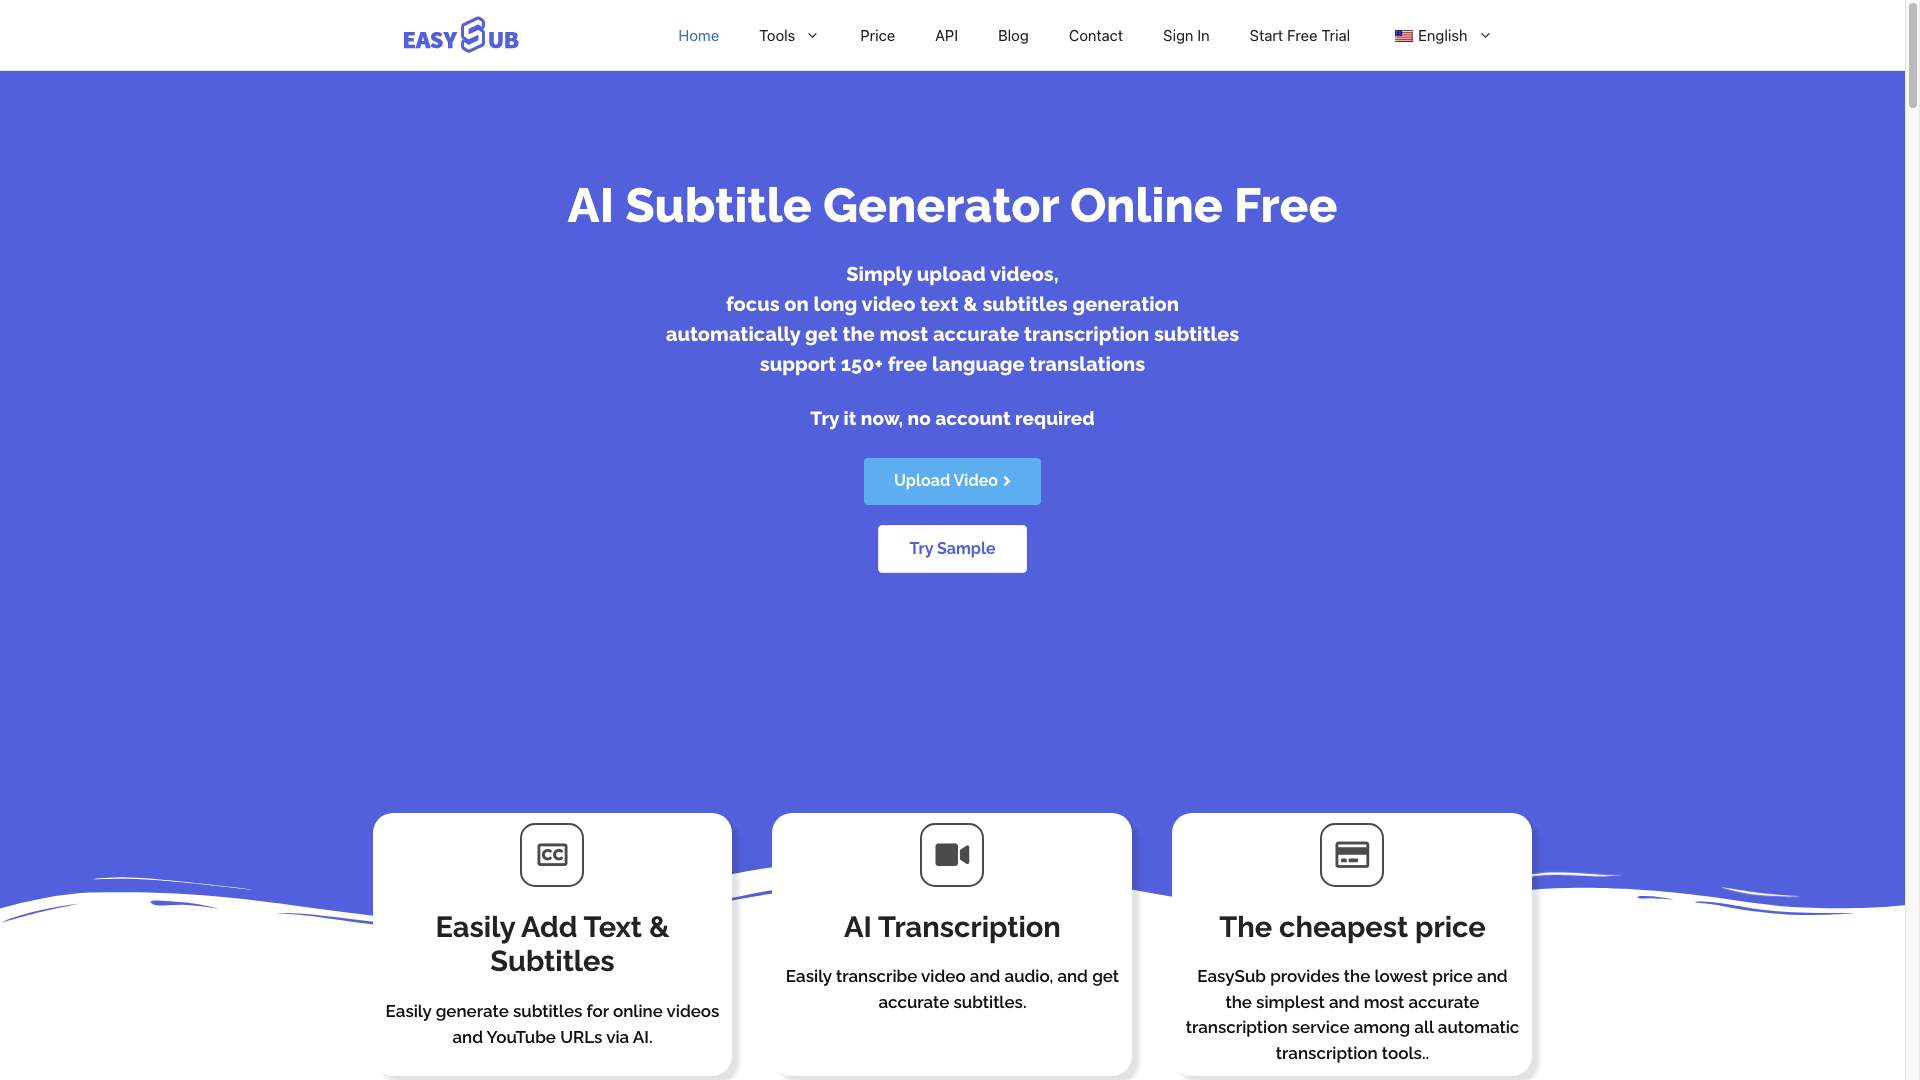 EASYSUB
Home
Tools
Price
API
Blog
Contact
Sign In
Start Free Trial
English
AI Subtitle Generator Online Free
Simply upload videos,
focus on long video text & subtitles generation
automatically get the most accurate transcription subtitles
support 150+ free language translations
Try it now, no account required
Upload Video
Try Sample
CC
Easily Add Text &
Subtitles
Easily generate subtitles for online videos
and YouTube URLs via AI.
AI Transcription
Easily transcribe video and audio, and get
accurate subtitles.
The cheapest price
EasySub provides the lowest price and
the simplest and most accurate
transcription service among all automatic
transcription tools..